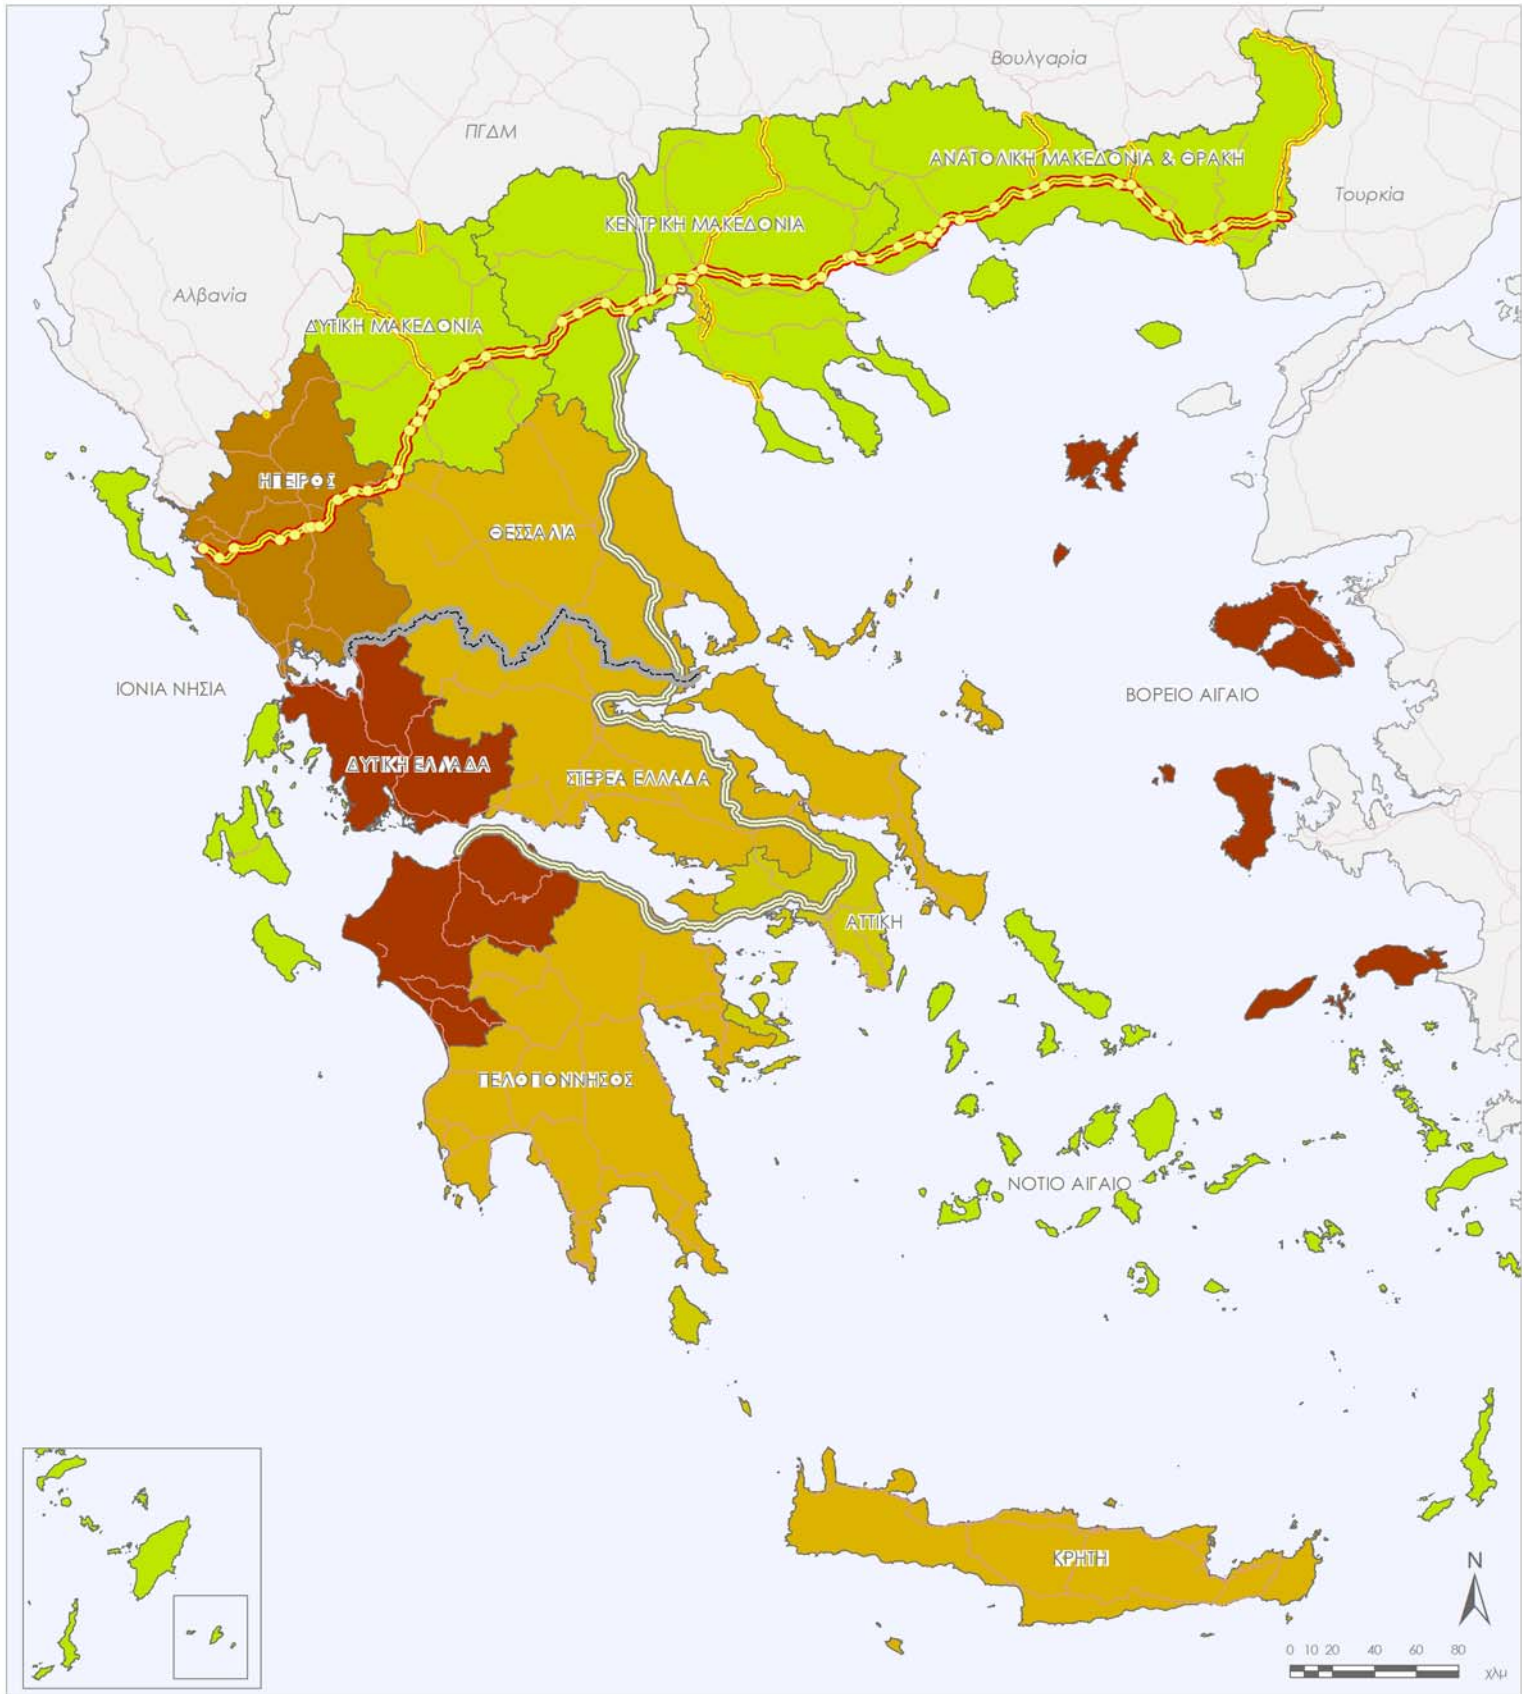 Βουλγαρία
ΠΓΔΜ
ΑΝΑΤΟΛΙΚΗ ΜΑΚΕΔΟΝΙΑ & ΘΡΑΚΗ
Τουρκία
ΚΕΝΤΡΙΚΗ ΜΑΚΕΔΟΝΙΑ
Αλβανία
ΔΥΤΙΚΗ ΜΑΚΕΔΟΝΙΑ
ΗΠΕΙΡΟΣ
ΘΕΣΣΑΛΙΑ
ΙΟΝΙΑ ΝΗΣΙΑ
ΒΟΡΕΙΟ ΑΙΓΑΙΟ
ΔΥΤΙΚΗ ΕΛΛΑΔΑ
ΣΤΕΡΕΑ ΕΛΛΑΔΑ
ΑΤΤΙΚΗ
ΠΕΛΟΠΟΝΝΗΣΟΣ
ΝΟΤΙΟ ΑΙΓΑΙΟ
ΚΡΗΤΗ
N
0 10 20 40 60 80
χλμ